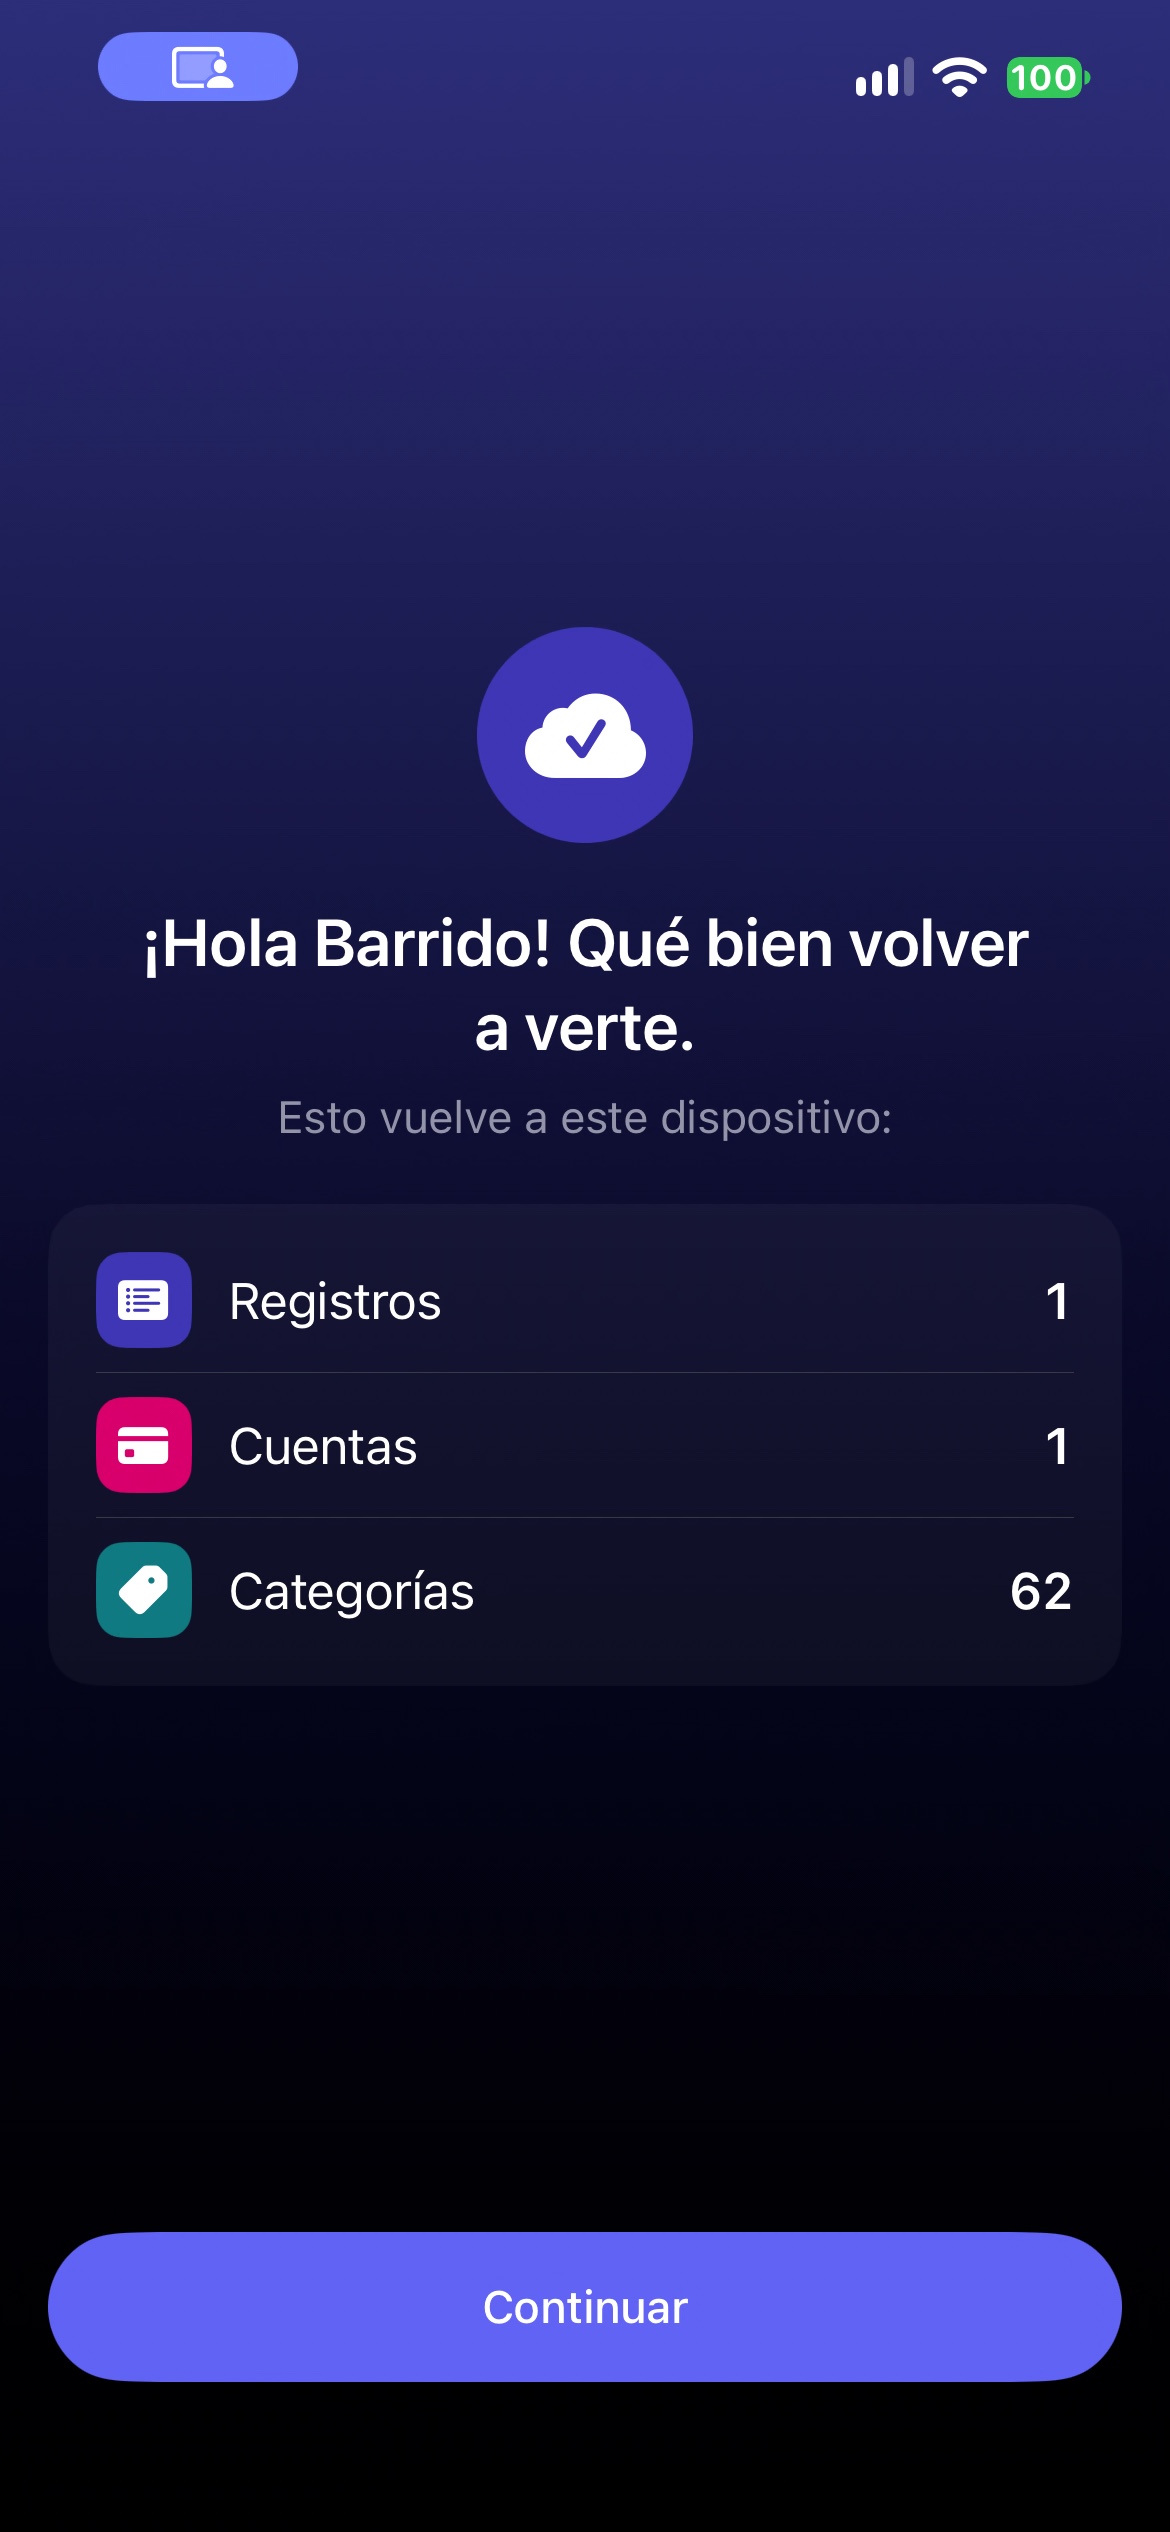 100
¡Hola Barrido! Qué bien volver
a verte.
Esto vuelve a este dispositivo:
Registros 1
Cuentas 1
Categorías 62
Continuar